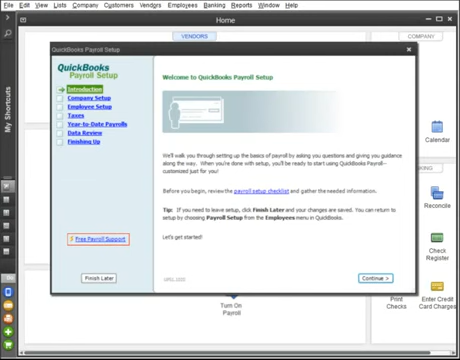 File Edit View Lists Company Customers Vendors Employees Banking Reports Window Help
Home
VENDORS
COMPANY
My Shortcuts
QuickBooks Payroll Setup
QuickBooks
Payroll Setup
Introduction
Company Setup
Employee Setup
Taxes
Year-to-Date Payrolls
Data Review
Finishing Up
Free Payroll Support
Finish Later
Welcome to QuickBooks Payroll Setup
We'll walk you through setting up the basics of payroll by asking you questions and giving you guidance
along the way. When you're done with setup, you'll be ready to start using QuickBooks Payroll--
customized just for you!
Before you begin, review the payroll setup checklist and gather the needed information.
Tip: If you need to leave setup, click Finish Later and your changes are saved. You can return to
setup by choosing Payroll Setup from the Employees menu in QuickBooks.
Let's get started!
Continue >
Calendar
KING
Reconcile
Check
Register
Turn On
Payroll
Print
Checks
Enter Credit
Card Charges